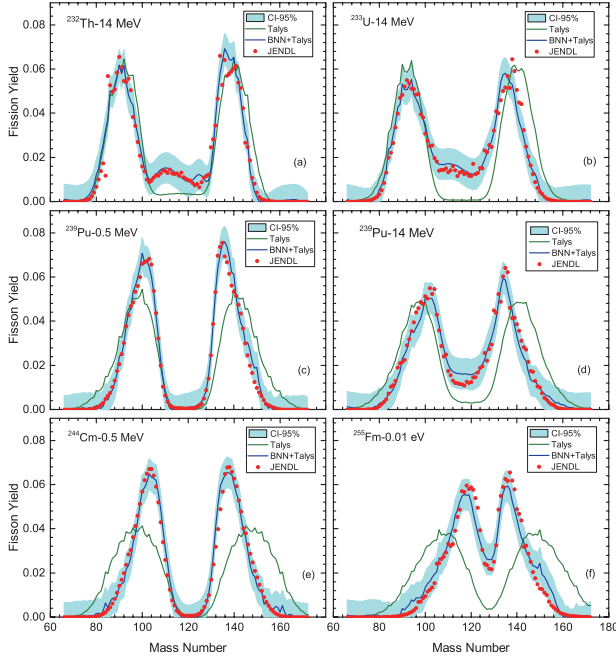 ²³²Th-14 MeV
CI-95%
Talys
BNN+Talys
JENDL
(a)
²³³U-14 MeV
CI-95%
Talys
BNN+Talys
JENDL
(b)
0.08
0.06
0.04
0.02
0.00
Fission Yield
²³⁹Pu-0.5 MeV
CI-95%
Talys
BNN+Talys
JENDL
(c)
²³⁹Pu-14 MeV
CI-95%
Talys
BNN+Talys
JENDL
(d)
0.08
0.06
0.04
0.02
0.00
Fisson Yield
²⁴⁴Cm-0.5 MeV
CI-95%
Talys
BNN+Talys
JENDL
(e)
²⁵⁵Fm-0.01 eV
CI-95%
Talys
BNN+Talys
JENDL
(f)
0.08
0.06
0.04
0.02
0.00
Fisson Yield
60 80 100 120 140 160 60 80 100 120 140 160 180
Mass Number Mass Number